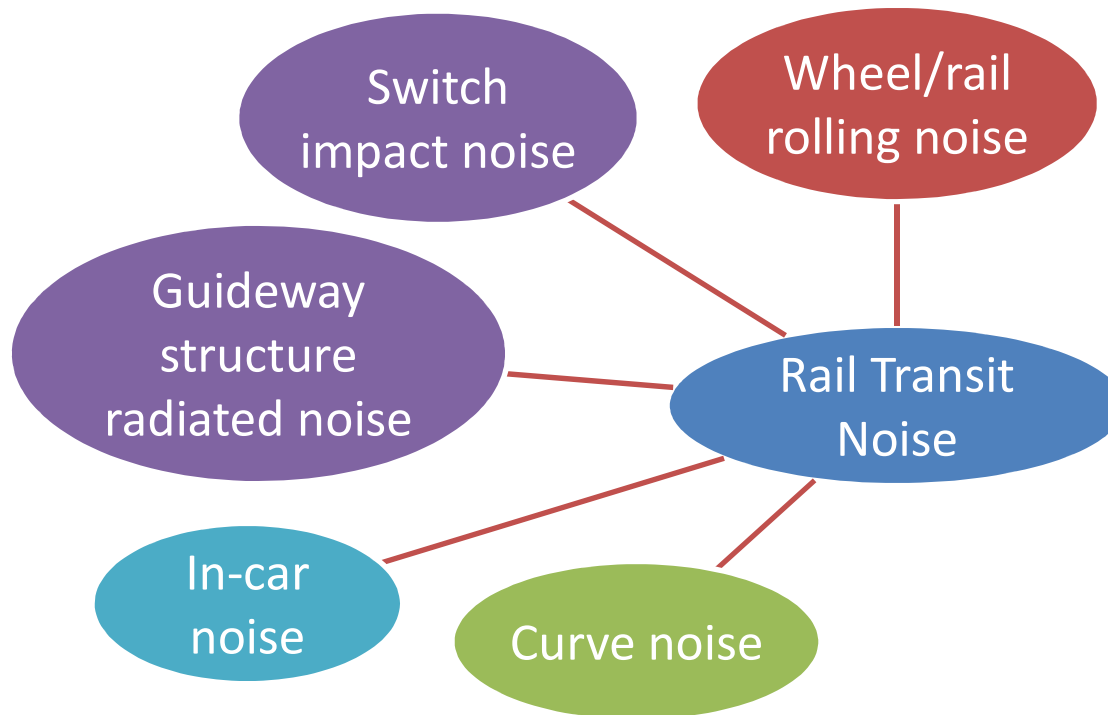 Switch
impact noise
Wheel/rail
rolling noise
Guideway
structure
radiated noise
Rail Transit
Noise
In-car
noise
Curve noise